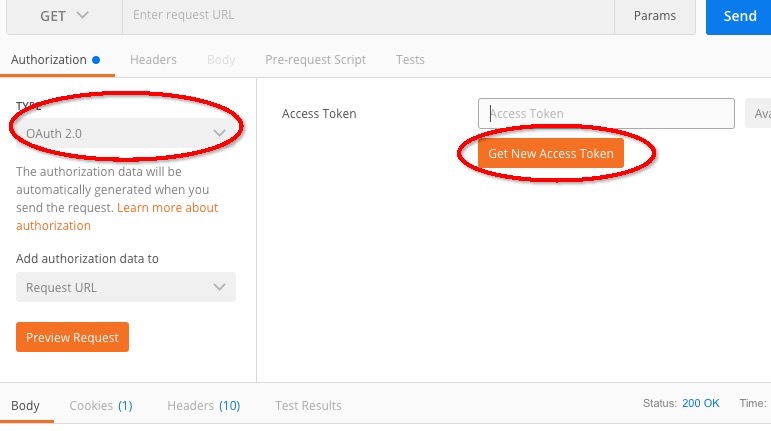 GET
Enter request URL
Params
Send
Authorization
Headers
Body
Pre-request Script
Tests
TYPE
OAuth 2.0
The authorization data will be
automatically generated when you
send the request. Learn more about
authorization
Add authorization data to
Request URL
Preview Request
Access Token
Access Token
Ava
Get New Access Token
Body
Cookies (1)
Headers (10)
Test Results
Status: 200 OK
Time: